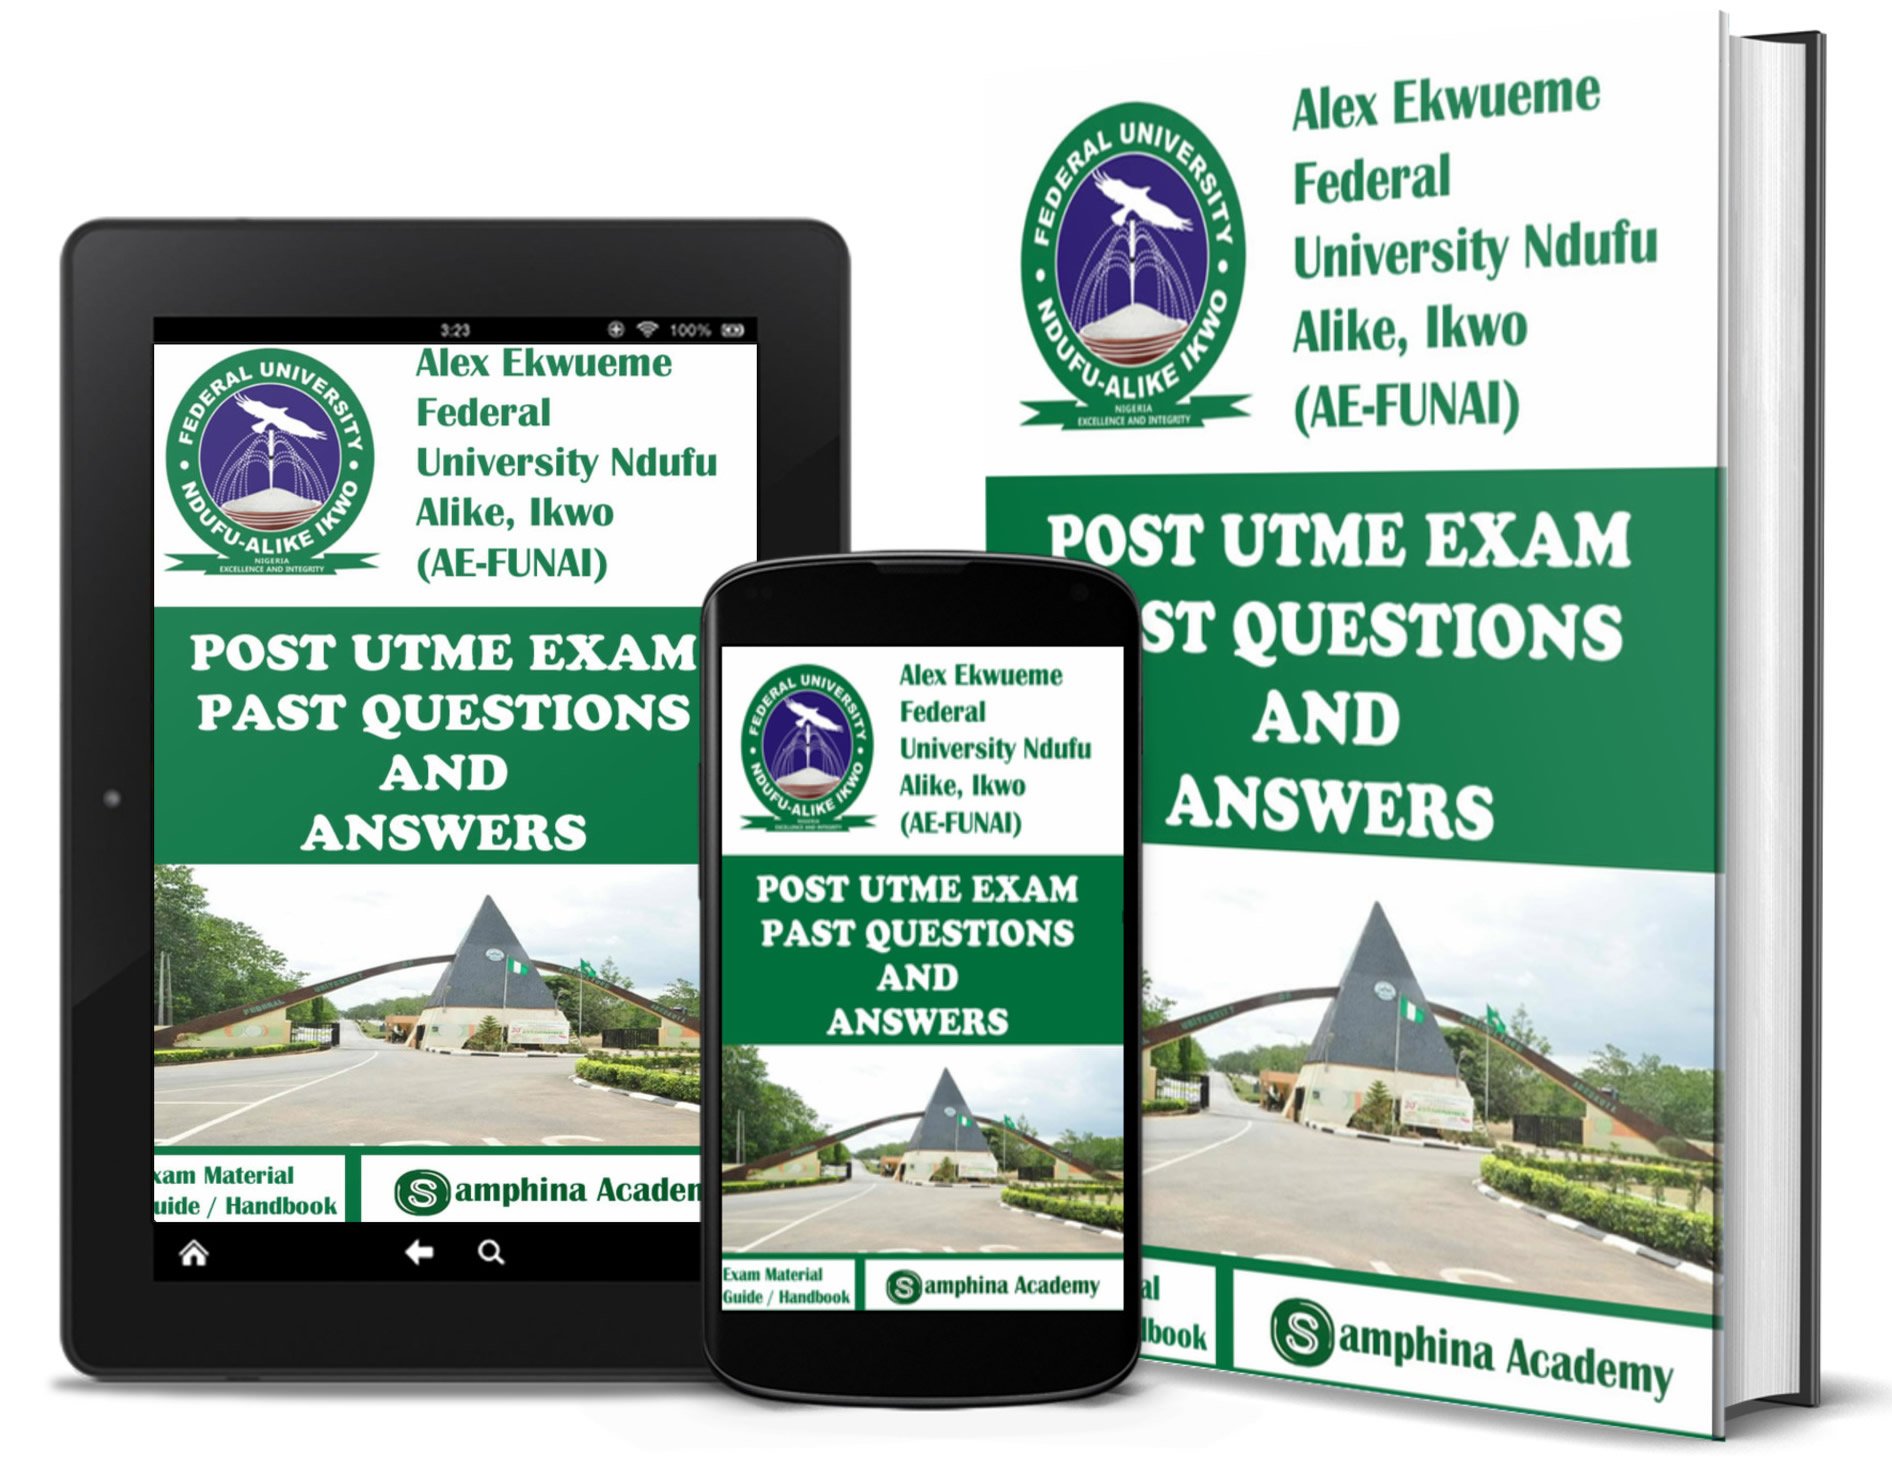 3:23
100%
FEDERAL UNIVERSITY
NDUFU-ALIKE IKWO
NIGERIA
EXCELLENCE AND INTEGRITY
Alex Ekwueme
Federal
University Ndufu
Alike, Ikwo
(AE-FUNAI)
POST UTME EXAM
PAST QUESTIONS
AND
ANSWERS
xam Material
uide / Handbook
Samphina Academ
FEDERAL UNIVERSITY
NDUFU-ALIKE IKWO
NIGERIA
EXCELLENCE AND INTEGRITY
Alex Ekwueme
Federal
University Ndufu
Alike, Ikwo
(AE-FUNAI)
POST UTME EXAM
PAST QUESTIONS
AND
ANSWERS
Exam Material
Guide / Handbook
Samphina Academy
FEDERAL UNIVERSITY
NDUFU-ALIKE IKWO
NIGERIA
EXCELLENCE AND INTEGRITY
Alex Ekwueme
Federal
University Ndufu
Alike, Ikwo
(AE-FUNAI)
POST UTME EXAM
ST QUESTIONS
AND
ANSWERS
al
dbook
Samphina Academy